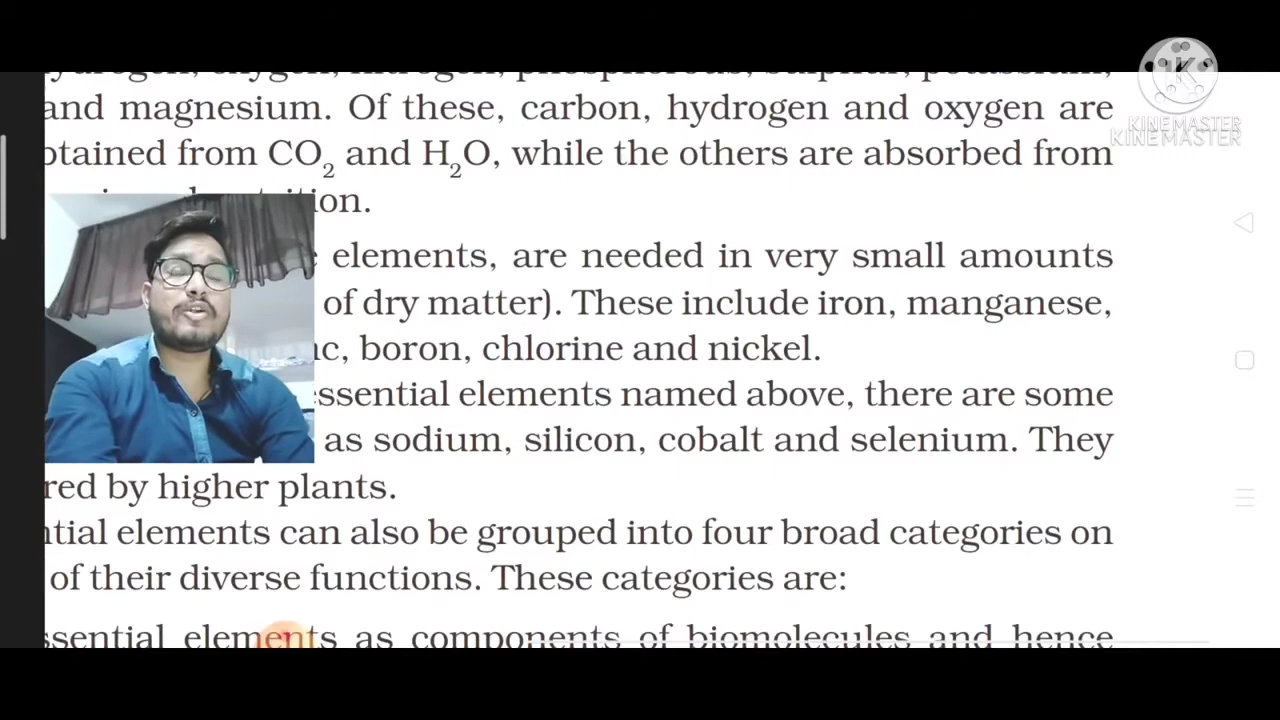 and magnesium. Of these, carbon, hydrogen and oxygen are
otained from CO₂ and H₂O, while the others are absorbed from
ion.
elements, are needed in very small amounts
of dry matter). These include iron, manganese,
nc, boron, chlorine and nickel.
ssential elements named above, there are some
as sodium, silicon, cobalt and selenium. They
red by higher plants.
ntial elements can also be grouped into four broad categories on
of their diverse functions. These categories are:
ssential elements as components of biomolecules and hence
K
KINEMASTER
KINEMASTER